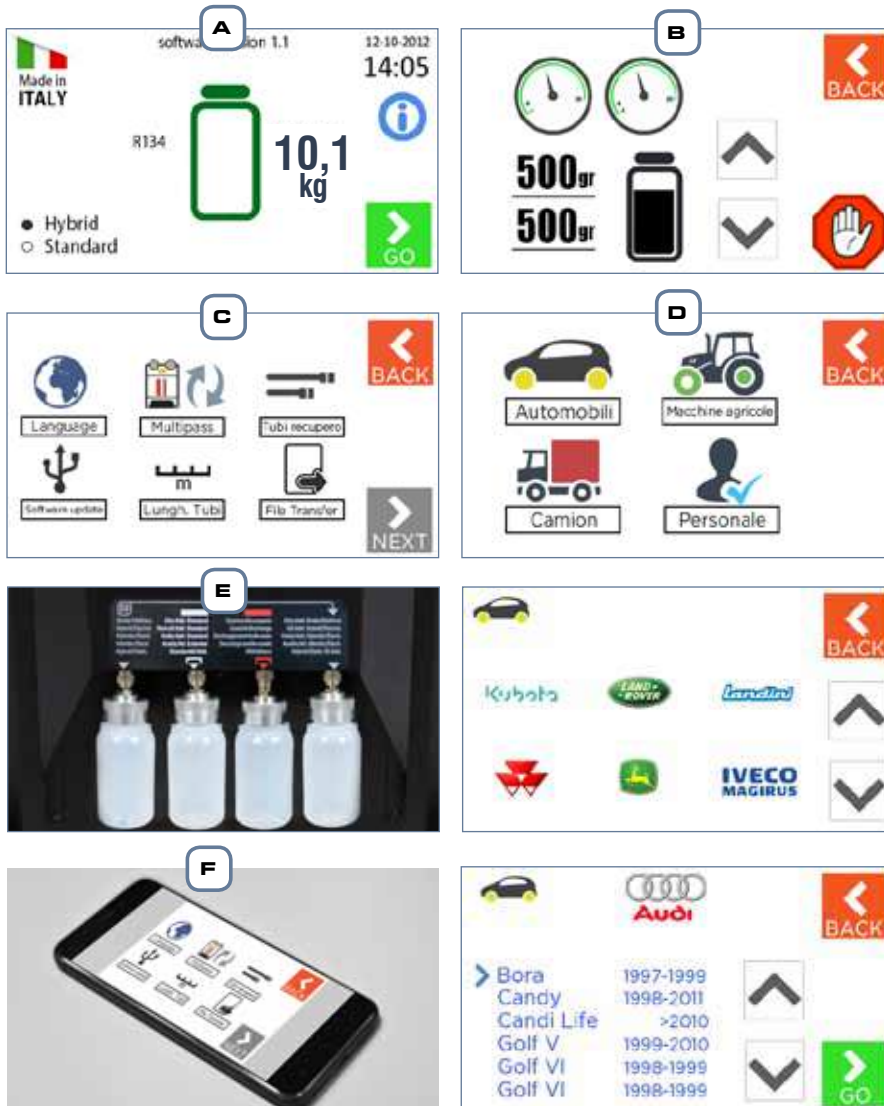 A
software version 1.1
12-10-2012
14:05
Made in
ITALY
R134
10,1
kg
Hybrid
Standard
GO
B
BACK
500gr
500gr
C
BACK
Language
Multipass
Tubi recupero
Software update
Lungh. Tubi
File Transfer
NEXT
D
BACK
Automobili
Macchine agricole
Camion
Personale
E
BACK
Kubota
LAND-
ROVER
Landini
IVECO
MAGIRUS
F
Audi
BACK
Bora 1997-1999
Candy 1998-2011
Candi Life >2010
Golf V 1999-2010
Golf VI 1998-1999
Golf VI 1998-1999
GO